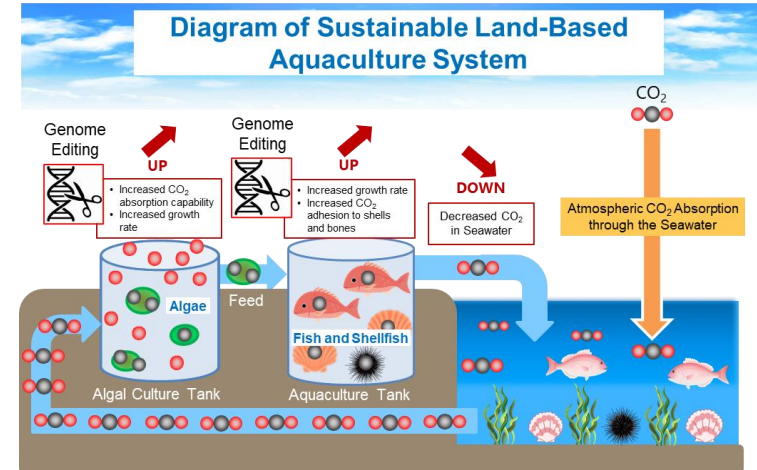 Diagram of Sustainable Land-Based
Aquaculture System
CO₂
Genome
Editing
UP
• Increased CO₂
absorption capability
• Increased growth
rate
Genome
Editing
UP
• Increased growth rate
• Increased CO₂
adhesion to shells
and bones
DOWN
Decreased CO₂
in Seawater
Atmospheric CO₂ Absorption
through the Seawater
Algae
Feed
Fish and Shellfish
Algal Culture Tank
Aquaculture Tank